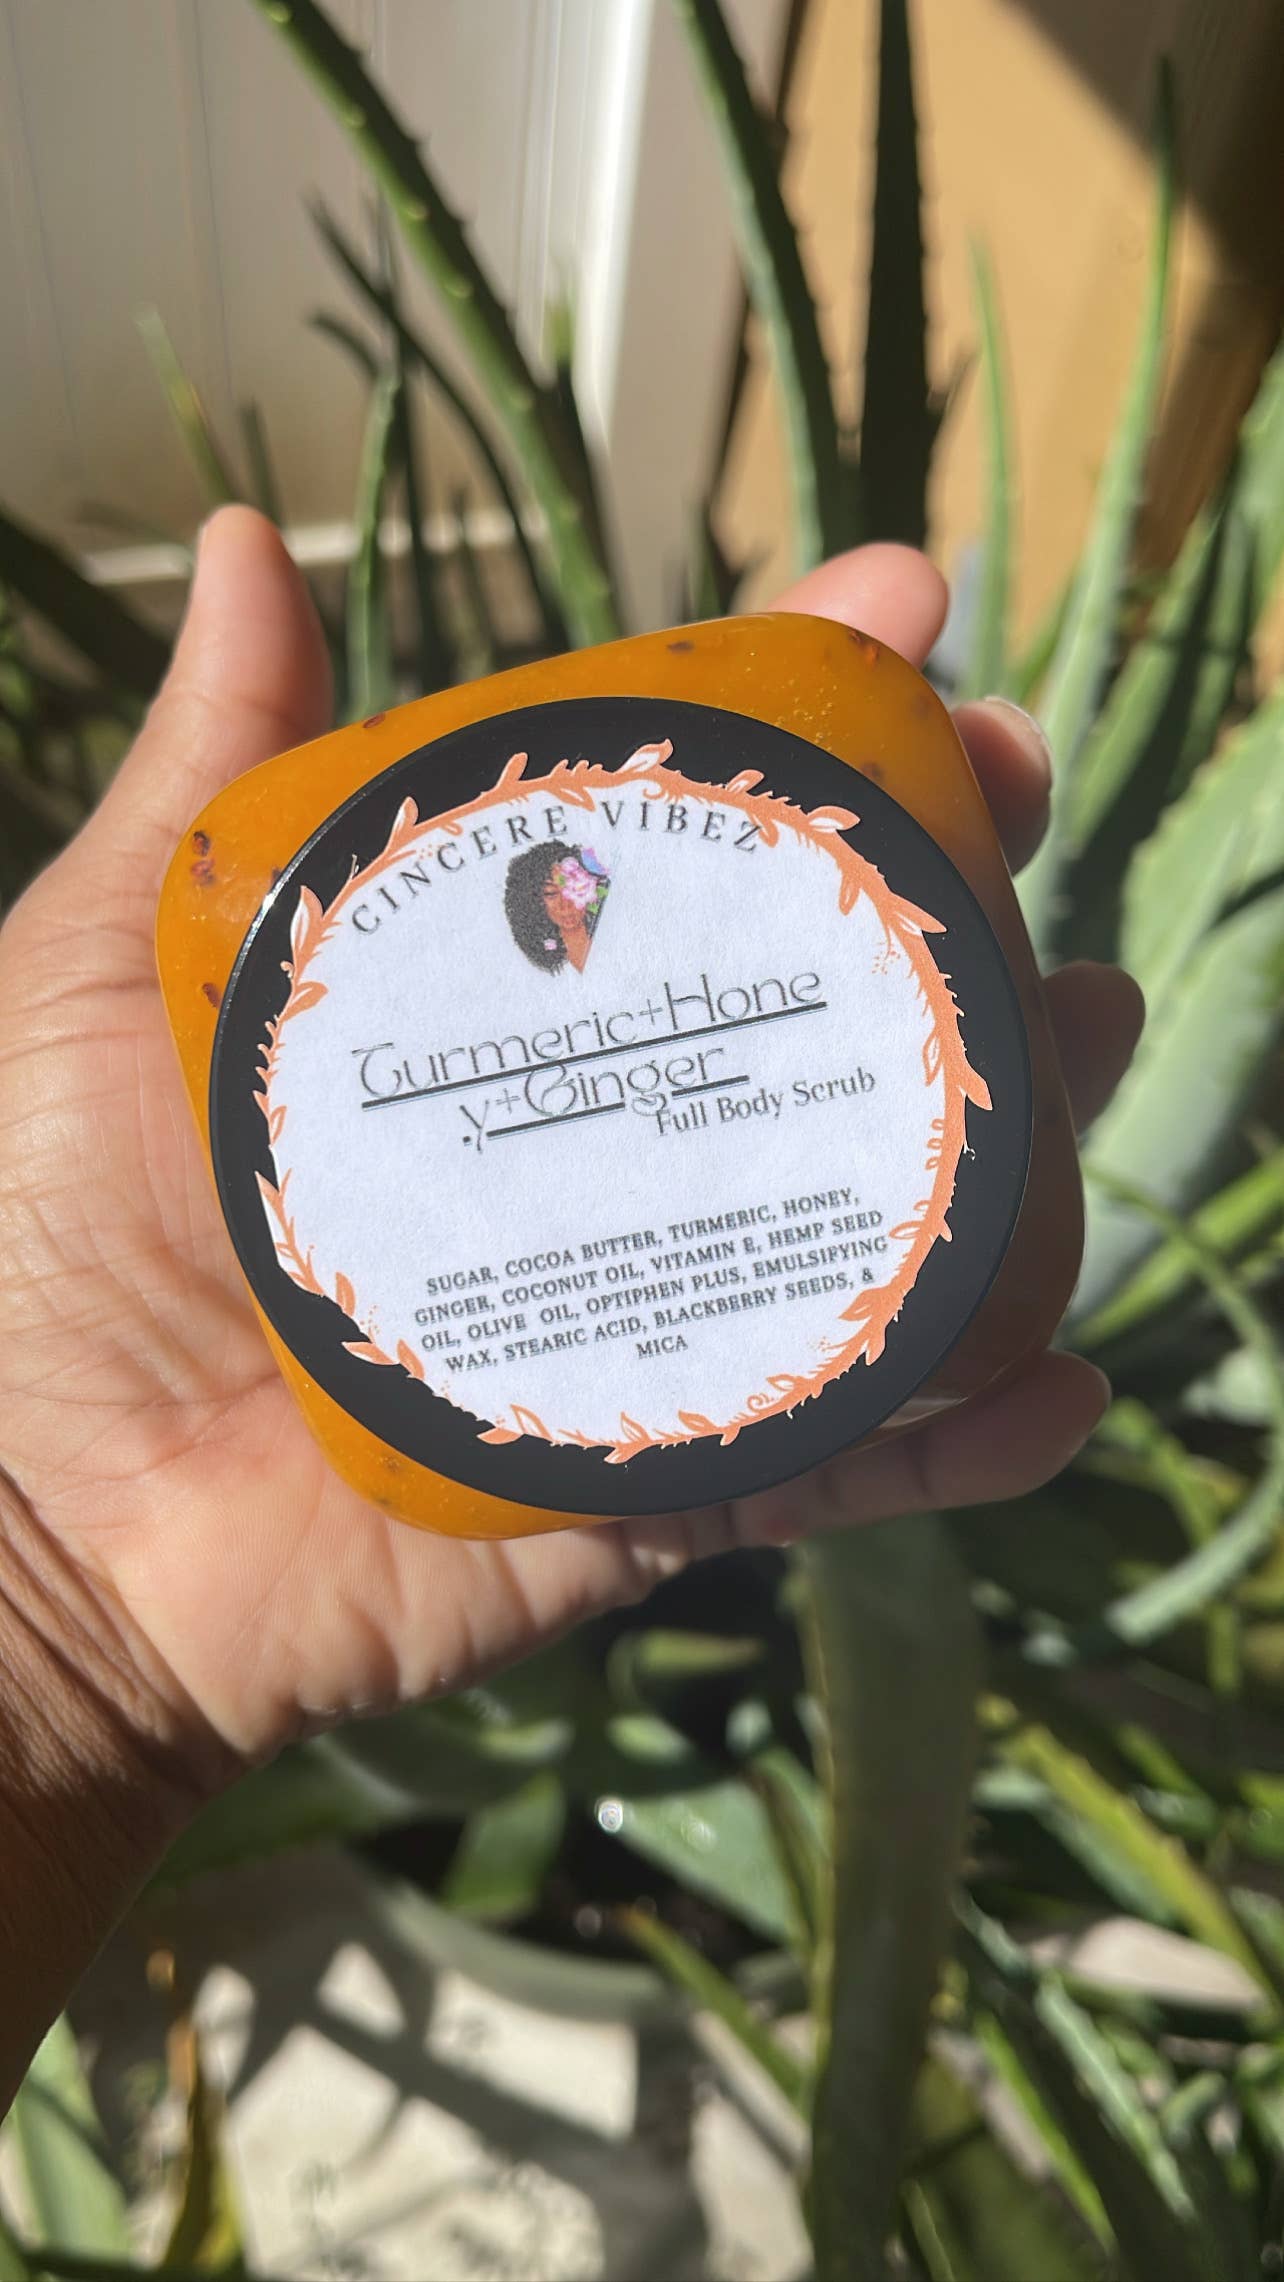 CINCERE VIBEZ
Turmeric+Hone
y+Ginger
Full Body Scrub
SUGAR, COCOA BUTTER, TURMERIC, HONEY,
GINGER, COCONUT OIL, VITAMIN E, HEMP SEED
OIL, OLIVE OIL, OPTIPHEN PLUS, EMULSIFYING
WAX, STEARIC ACID, BLACKBERRY SEEDS, &
MICA